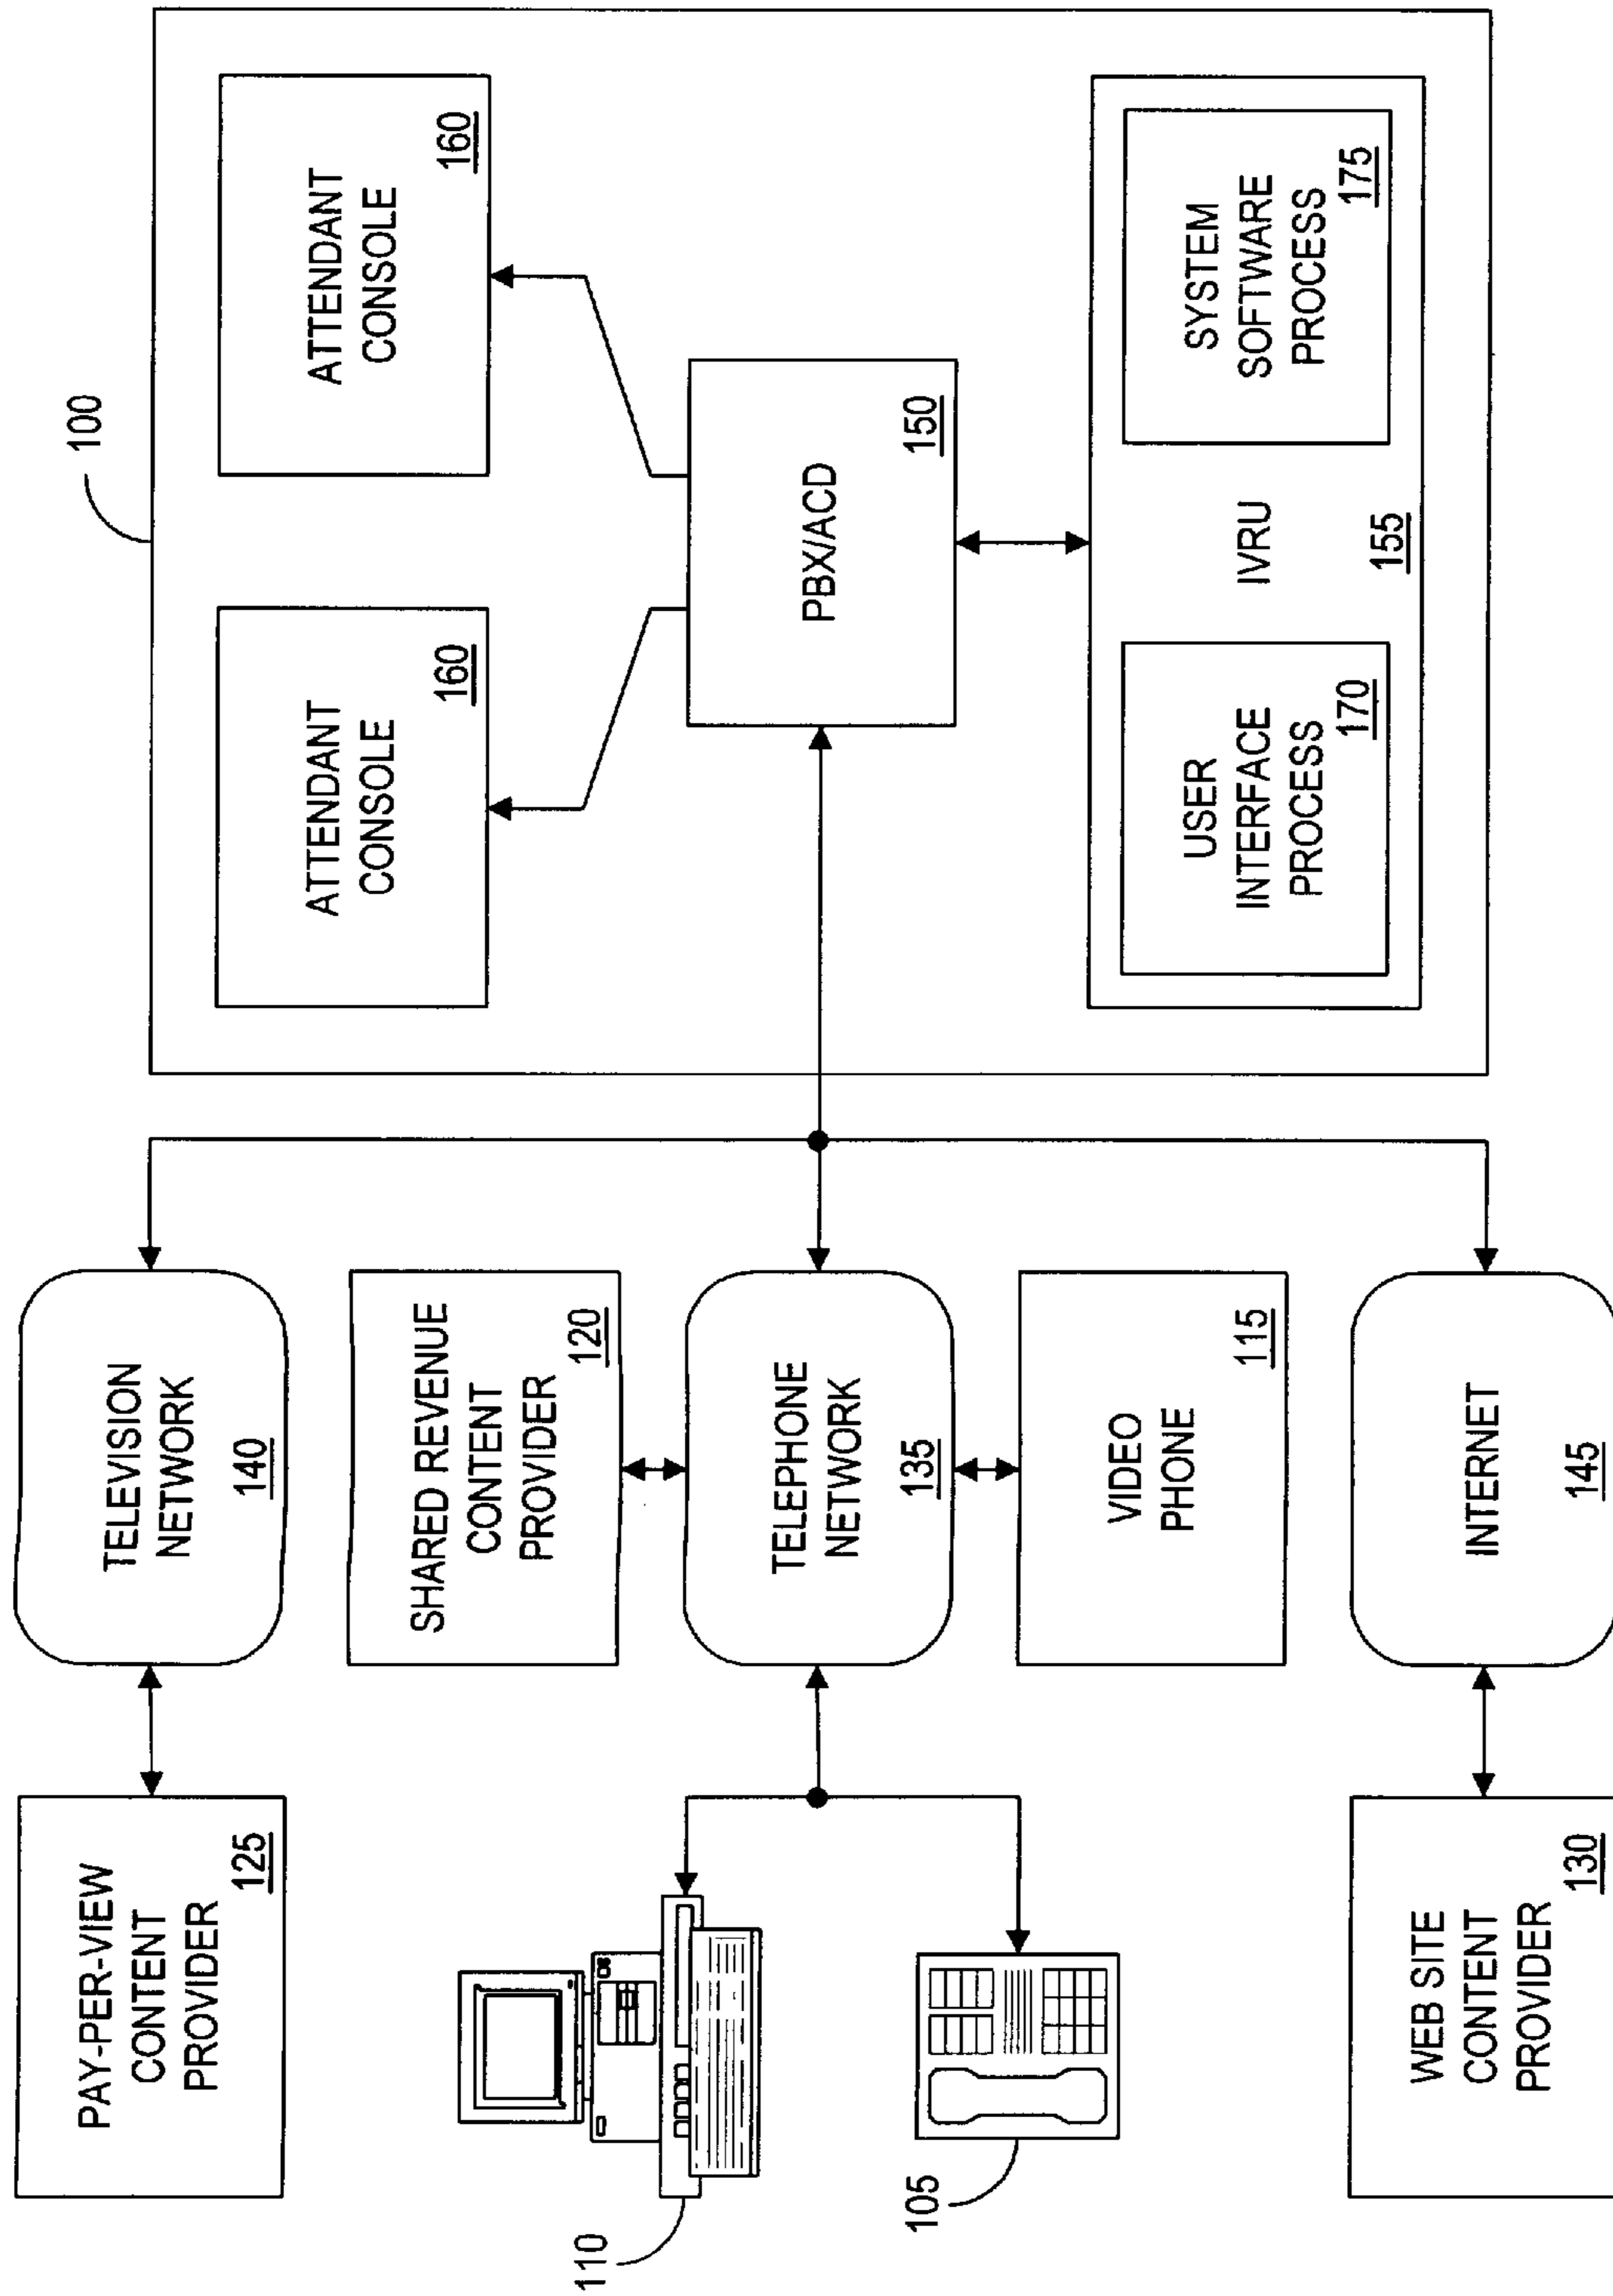 100
ATTENDANT
CONSOLE
160
ATTENDANT
CONSOLE
160
PBX/ACD
150
USER
INTERFACE
PROCESS
170
IVRU
155
SYSTEM
SOFTWARE
PROCESS
175
TELEVISION
NETWORK
140
SHARED REVENUE
CONTENT
PROVIDER
120
TELEPHONE
NETWORK
135
VIDEO
PHONE
115
INTERNET
145
PAY-PER-VIEW
CONTENT
PROVIDER
125
110
105
WEB SITE
CONTENT
PROVIDER
130